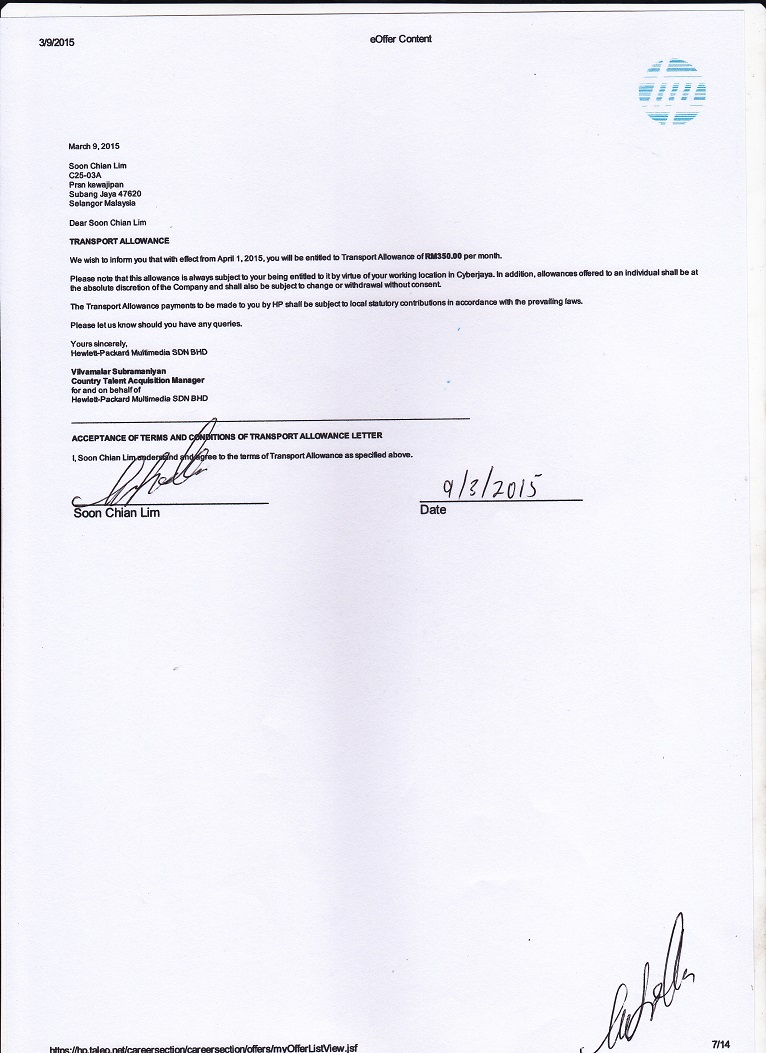 3/9/2015
eOffer Content
hp
March 9, 2015
Soon Chian Lim
C25-03A
Prsn kewajipan
Subang Jaya 47620
Selangor Malaysia
Dear Soon Chian Lim
TRANSPORT ALLOWANCE
We wish to inform you that with effect from April 1, 2015, you will be entitled to Transport Allowance of RM350.00 per month.
Please note that this allowance is always subject to your being entitled to it by virtue of your working location in Cyberjaya. In addition, allowances offered to an individual shall be at
the absolute discretion of the Company and shall also be subject to change or withdrawal without consent.
The Transport Allowance payments to be made to you by HP shall be subject to local statutory contributions in accordance with the prevailing laws.
Please let us know should you have any queries.
Yours sincerely,
Hewlett-Packard Multimedia SDN BHD
Vilvamalar Subramaniyan
Country Talent Acquisition Manager
for and on behalf of
Hewlett-Packard Multimedia SDN BHD
ACCEPTANCE OF TERMS AND CONDITIONS OF TRANSPORT ALLOWANCE LETTER
I, Soon Chian Lim understand and agree to the terms of Transport Allowance as specified above.
9/3/2015
Soon Chian Lim
Date
https://hp.taleo.net/careersection/careersection/offers/myOfferListView.jsf
7/14